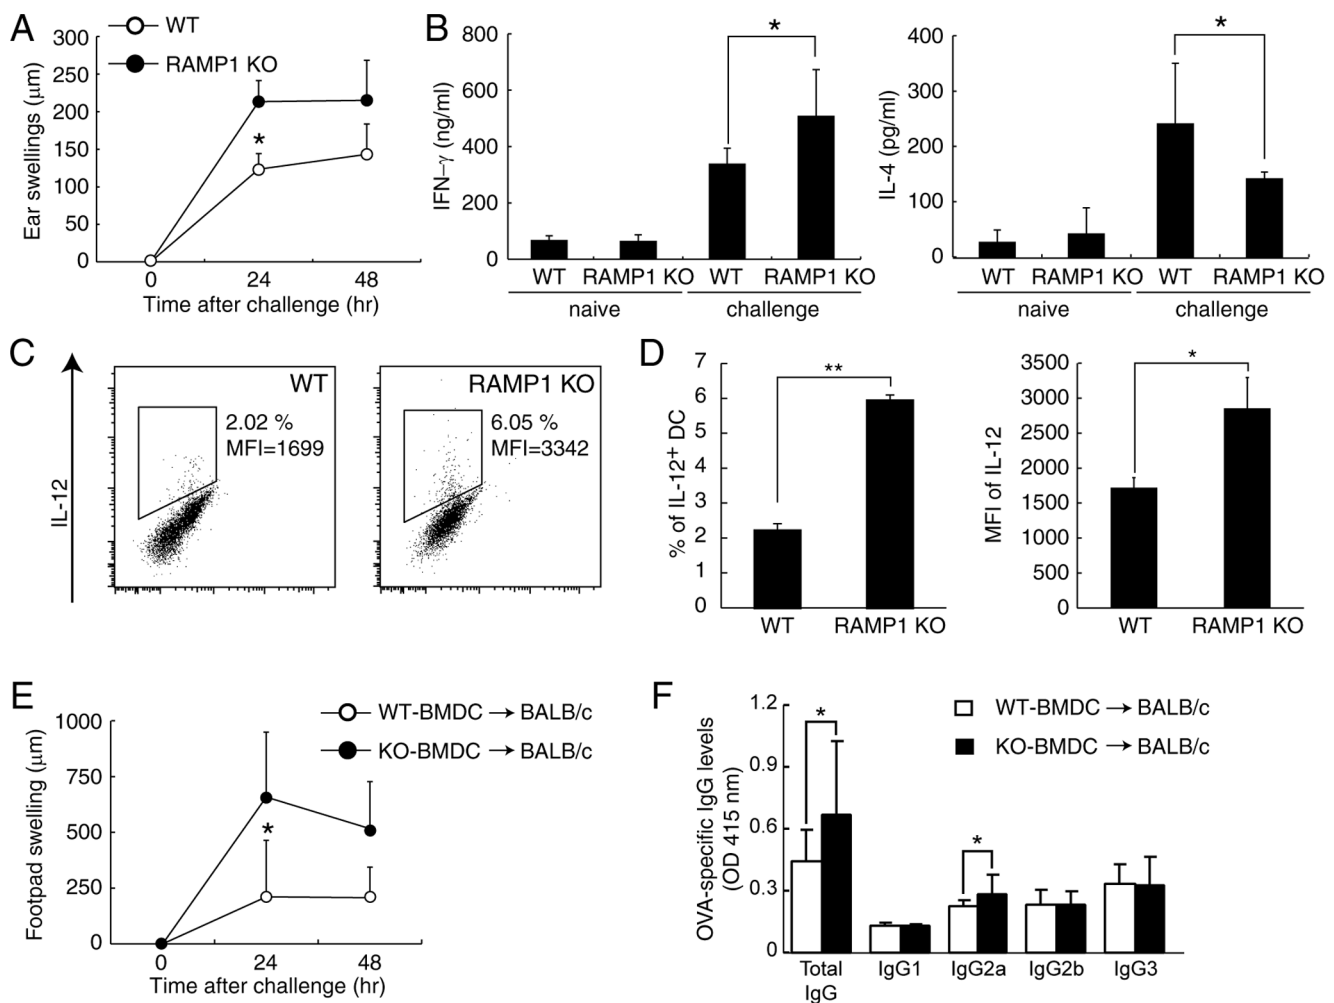 A
WT
RAMP1 KO
Ear swellings (μm)
300
250
200
150
100
50
0
*
0 24 48
Time after challenge (hr)
B
IFN−γ (ng/ml)
800
600
400
200
0
*
WT RAMP1 KO WT RAMP1 KO
naive challenge
IL-4 (pg/ml)
400
300
200
100
0
*
WT RAMP1 KO WT RAMP1 KO
naive challenge
C
IL-12
WT
2.02 %
MFI=1699
RAMP1 KO
6.05 %
MFI=3342
D
% of IL-12+ DC
7
6
5
4
3
2
1
0
**
WT RAMP1 KO
MFI of IL-12
3500
3000
2500
2000
1500
1000
500
0
*
WT RAMP1 KO
E
WT-BMDC → BALB/c
KO-BMDC → BALB/c
Footpad swelling (μm)
1000
750
500
250
0
*
0 24 48
Time after challenge (hr)
F
WT-BMDC → BALB/c
KO-BMDC → BALB/c
OVA-specific IgG levels
(OD 415 nm)
1.2
0.9
0.6
0.3
0
*
*
Total IgG1 IgG2a IgG2b IgG3
IgG